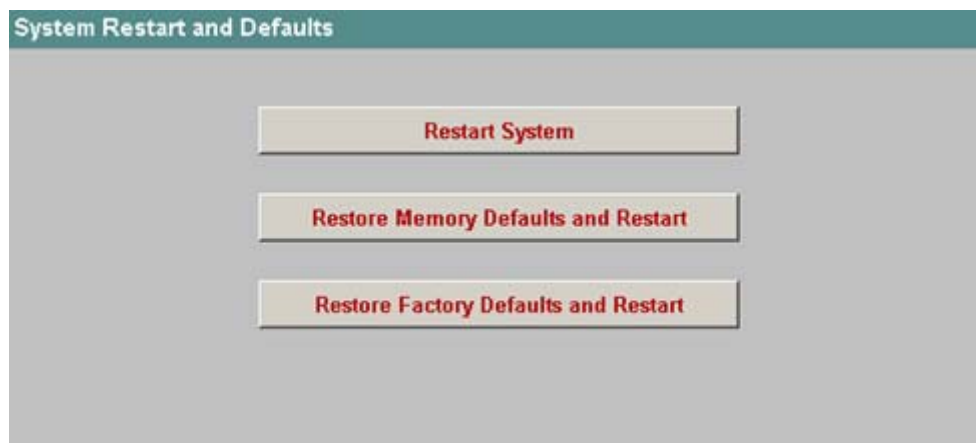 System Restart and Defaults
Restart System
Restore Memory Defaults and Restart
Restore Factory Defaults and Restart